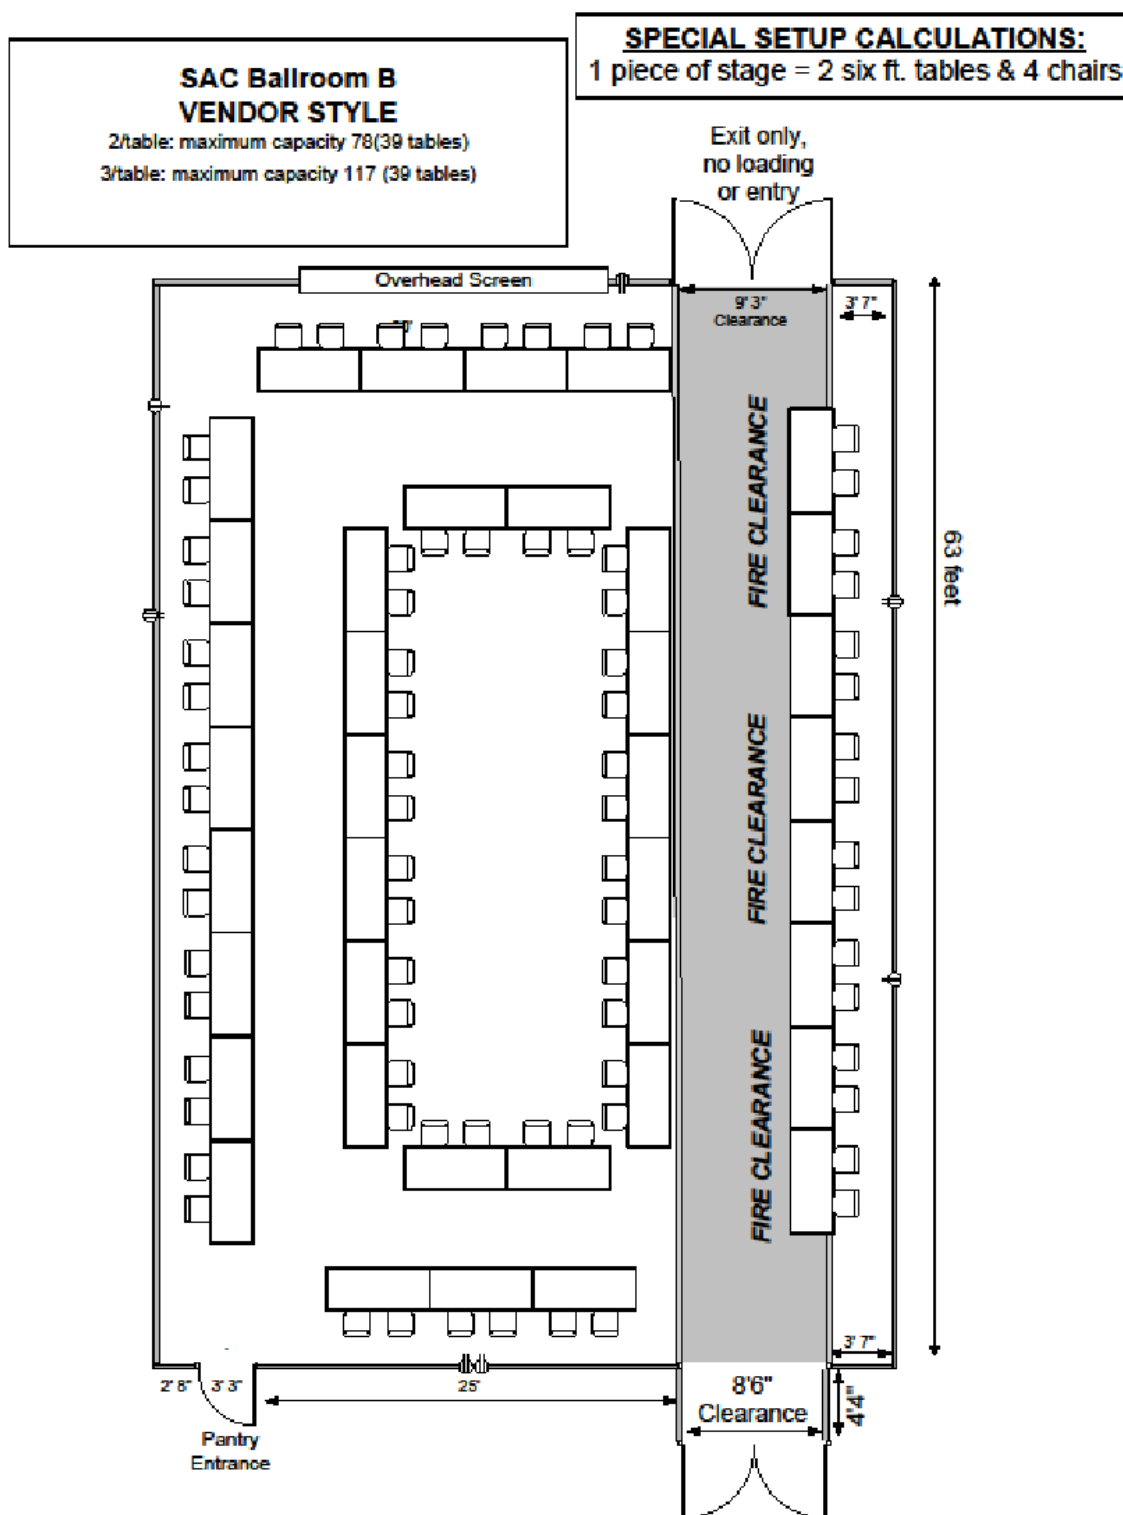 SPECIAL SETUP CALCULATIONS:
1 piece of stage = 2 six ft. tables & 4 chairs
SAC Ballroom B
VENDOR STYLE
2/table: maximum capacity 78(39 tables)
3/table: maximum capacity 117 (39 tables)
Exit only,
no loading
or entry
Overhead Screen
9' 3"
Clearance
3' 7"
FIRE CLEARANCE
63 feet
FIRE CLEARANCE
FIRE CLEARANCE
3' 7"
2' 8"
3' 3"
25'
8'6"
Clearance
4'4"
Pantry
Entrance